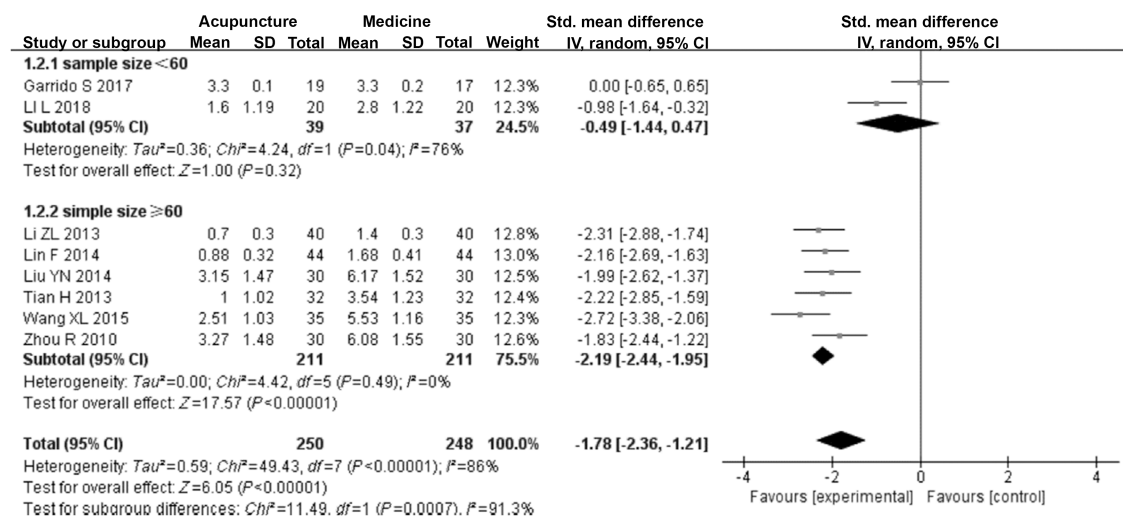 Acupuncture Medicine Std. mean difference Std. mean difference
Study or subgroup Mean SD Total Mean SD Total Weight IV, random, 95% CI IV, random, 95% CI
1.2.1 sample size<60
Garrido S 2017 3.3 0.1 19 3.3 0.2 17 12.3% 0.00 [-0.65, 0.65]
LI L 2018 1.6 1.19 20 2.8 1.22 20 12.3% -0.98 [-1.64, -0.32]
Subtotal (95% CI) 39 37 24.5% -0.49 [-1.44, 0.47]
Heterogeneity: Tau²=0.36; Chi²=4.24, df=1 (P=0.04); I²=76%
Test for overall effect: Z=1.00 (P=0.32)
1.2.2 simple size≥60
Li ZL 2013 0.7 0.3 40 1.4 0.3 40 12.8% -2.31 [-2.88, -1.74]
Lin F 2014 0.88 0.32 44 1.68 0.41 44 13.0% -2.16 [-2.69, -1.63]
Liu YN 2014 3.15 1.47 30 6.17 1.52 30 12.5% -1.99 [-2.62, -1.37]
Tian H 2013 1 1.02 32 3.54 1.23 32 12.4% -2.22 [-2.85, -1.59]
Wang XL 2015 2.51 1.03 35 5.53 1.16 35 12.3% -2.72 [-3.38, -2.06]
Zhou R 2010 3.27 1.48 30 6.08 1.55 30 12.6% -1.83 [-2.44, -1.22]
Subtotal (95% CI) 211 211 75.5% -2.19 [-2.44, -1.95]
Heterogeneity: Tau²=0.00; Chi²=4.42, df=5 (P=0.49); I²=0%
Test for overall effect: Z=17.57 (P<0.00001)
Total (95% CI) 250 248 100.0% -1.78 [-2.36, -1.21]
Heterogeneity: Tau²=0.59; Chi²=49.43, df=7 (P<0.00001); I²=86%
Test for overall effect: Z=6.05 (P<0.00001)
Test for subgroup differences: Chi²=11.49, df=1 (P=0.0007), I²=91.3%
-4 -2 0 2 4
Favours [experimental] Favours [control]